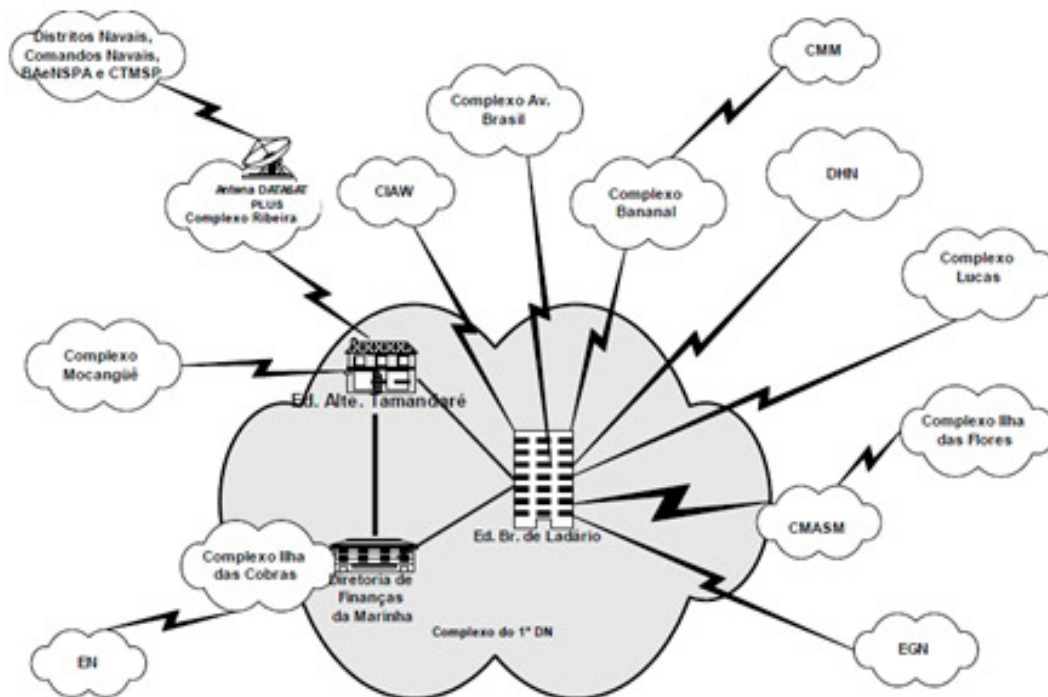 Distritos Navais,
Comandos Navais,
BAeNSPA e CTMSP
Antena DATASAT
PLUS
Complexo Ribeira
CIAW
Complexo Av.
Brasil
CMM
Complexo
Bananal
DHN
Complexo
Lucas
Complexo
Mocangüê
Ed. Alte. Tamandaré
Complexo Ilha
das Flores
CMASM
Ed. Br. de Ladário
Complexo Ilha
das Cobras
Diretoria de
Finanças
da Marinha
Complexo do 1° DN
EN
EGN